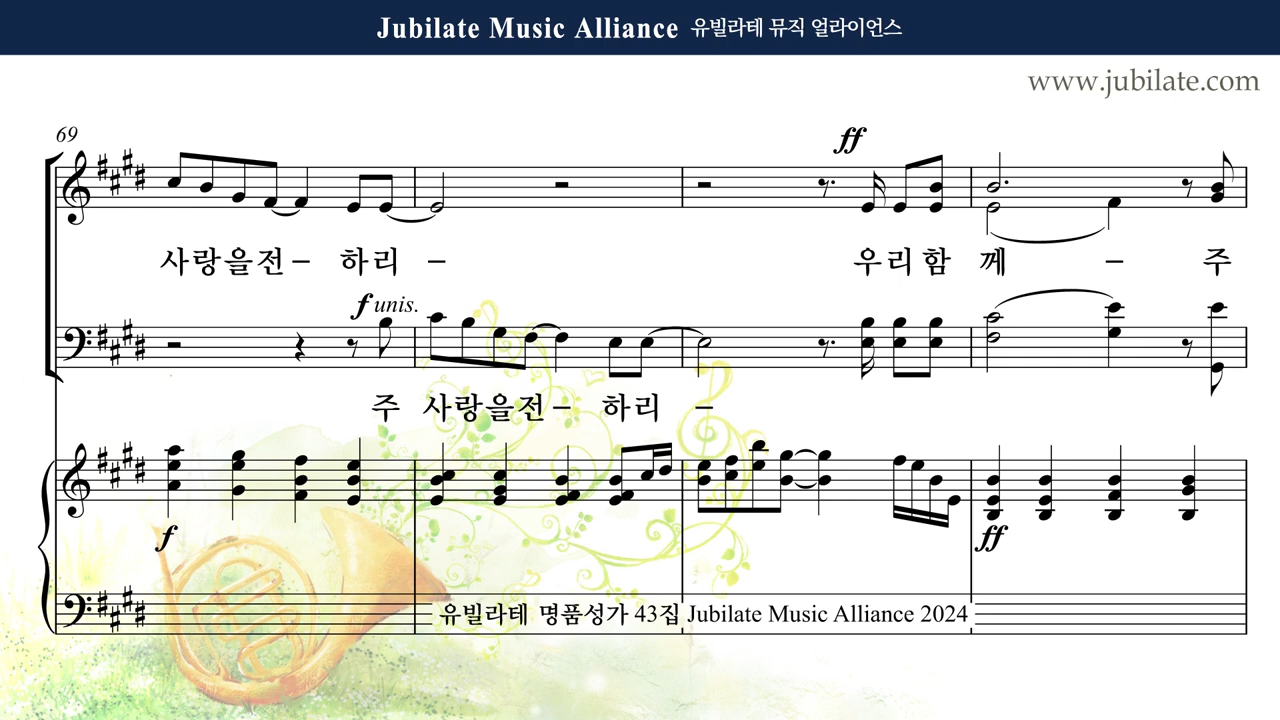 Jubilate Music Alliance 유빌라테 뮤직 얼라이언스
www.jubilate.com
69
ff
사랑을전- 하리 - 우리함 께 - 주
f unis.
주 사랑을전- 하리 -
f ff
유빌라테 명품성가 43집 Jubilate Music Alliance 2024